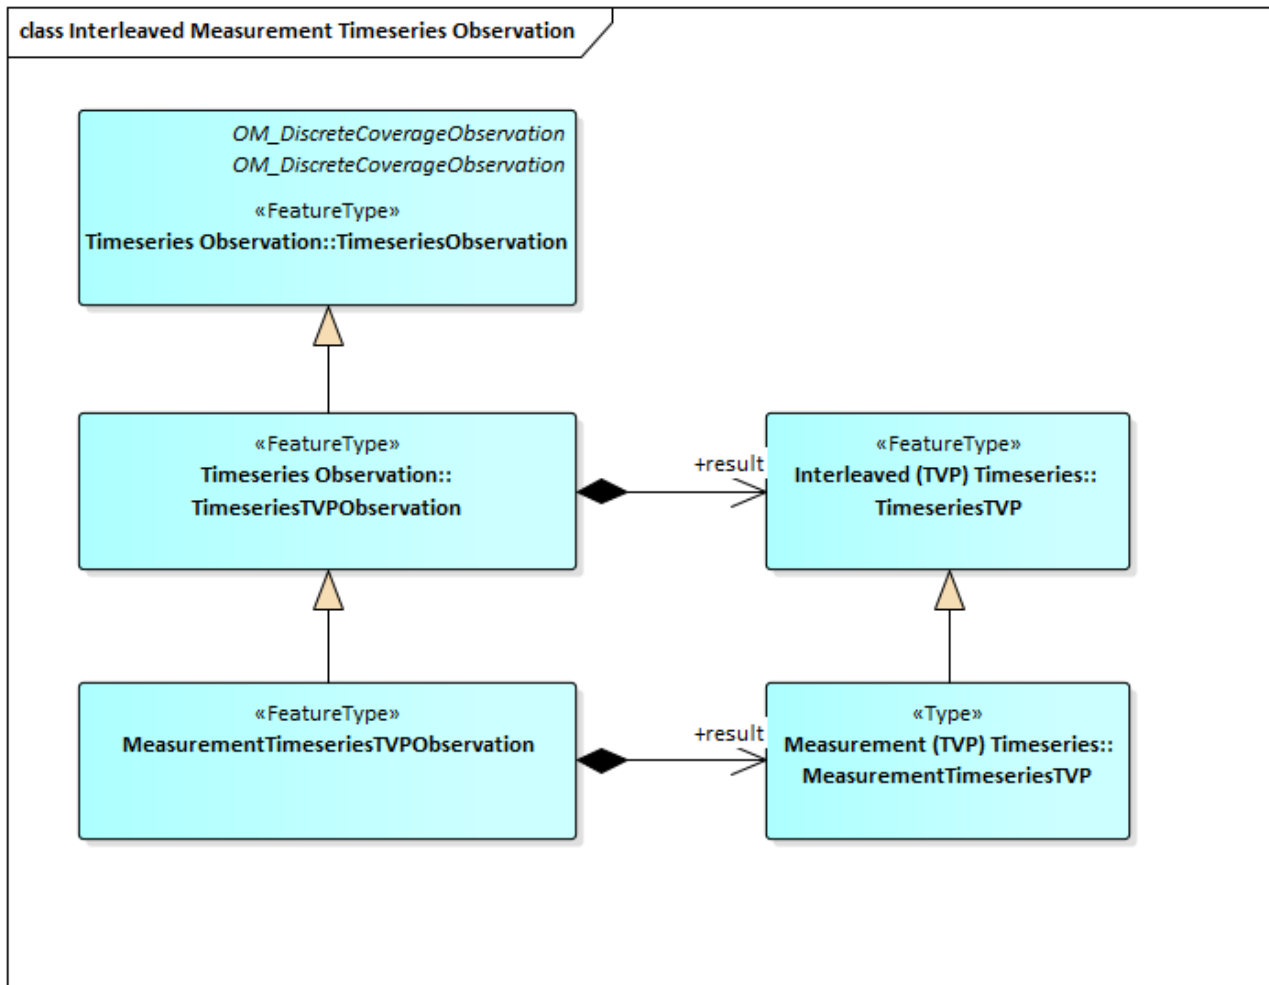 class Interleaved Measurement Timeseries Observation
OM_DiscreteCoverageObservation
OM_DiscreteCoverageObservation
«FeatureType»
Timeseries Observation::TimeseriesObservation
«FeatureType»
Timeseries Observation::
TimeseriesTVPObservation
+result
«FeatureType»
Interleaved (TVP) Timeseries::
TimeseriesTVP
«FeatureType»
MeasurementTimeseriesTVPObservation
+result
«Type»
Measurement (TVP) Timeseries::
MeasurementTimeseriesTVP